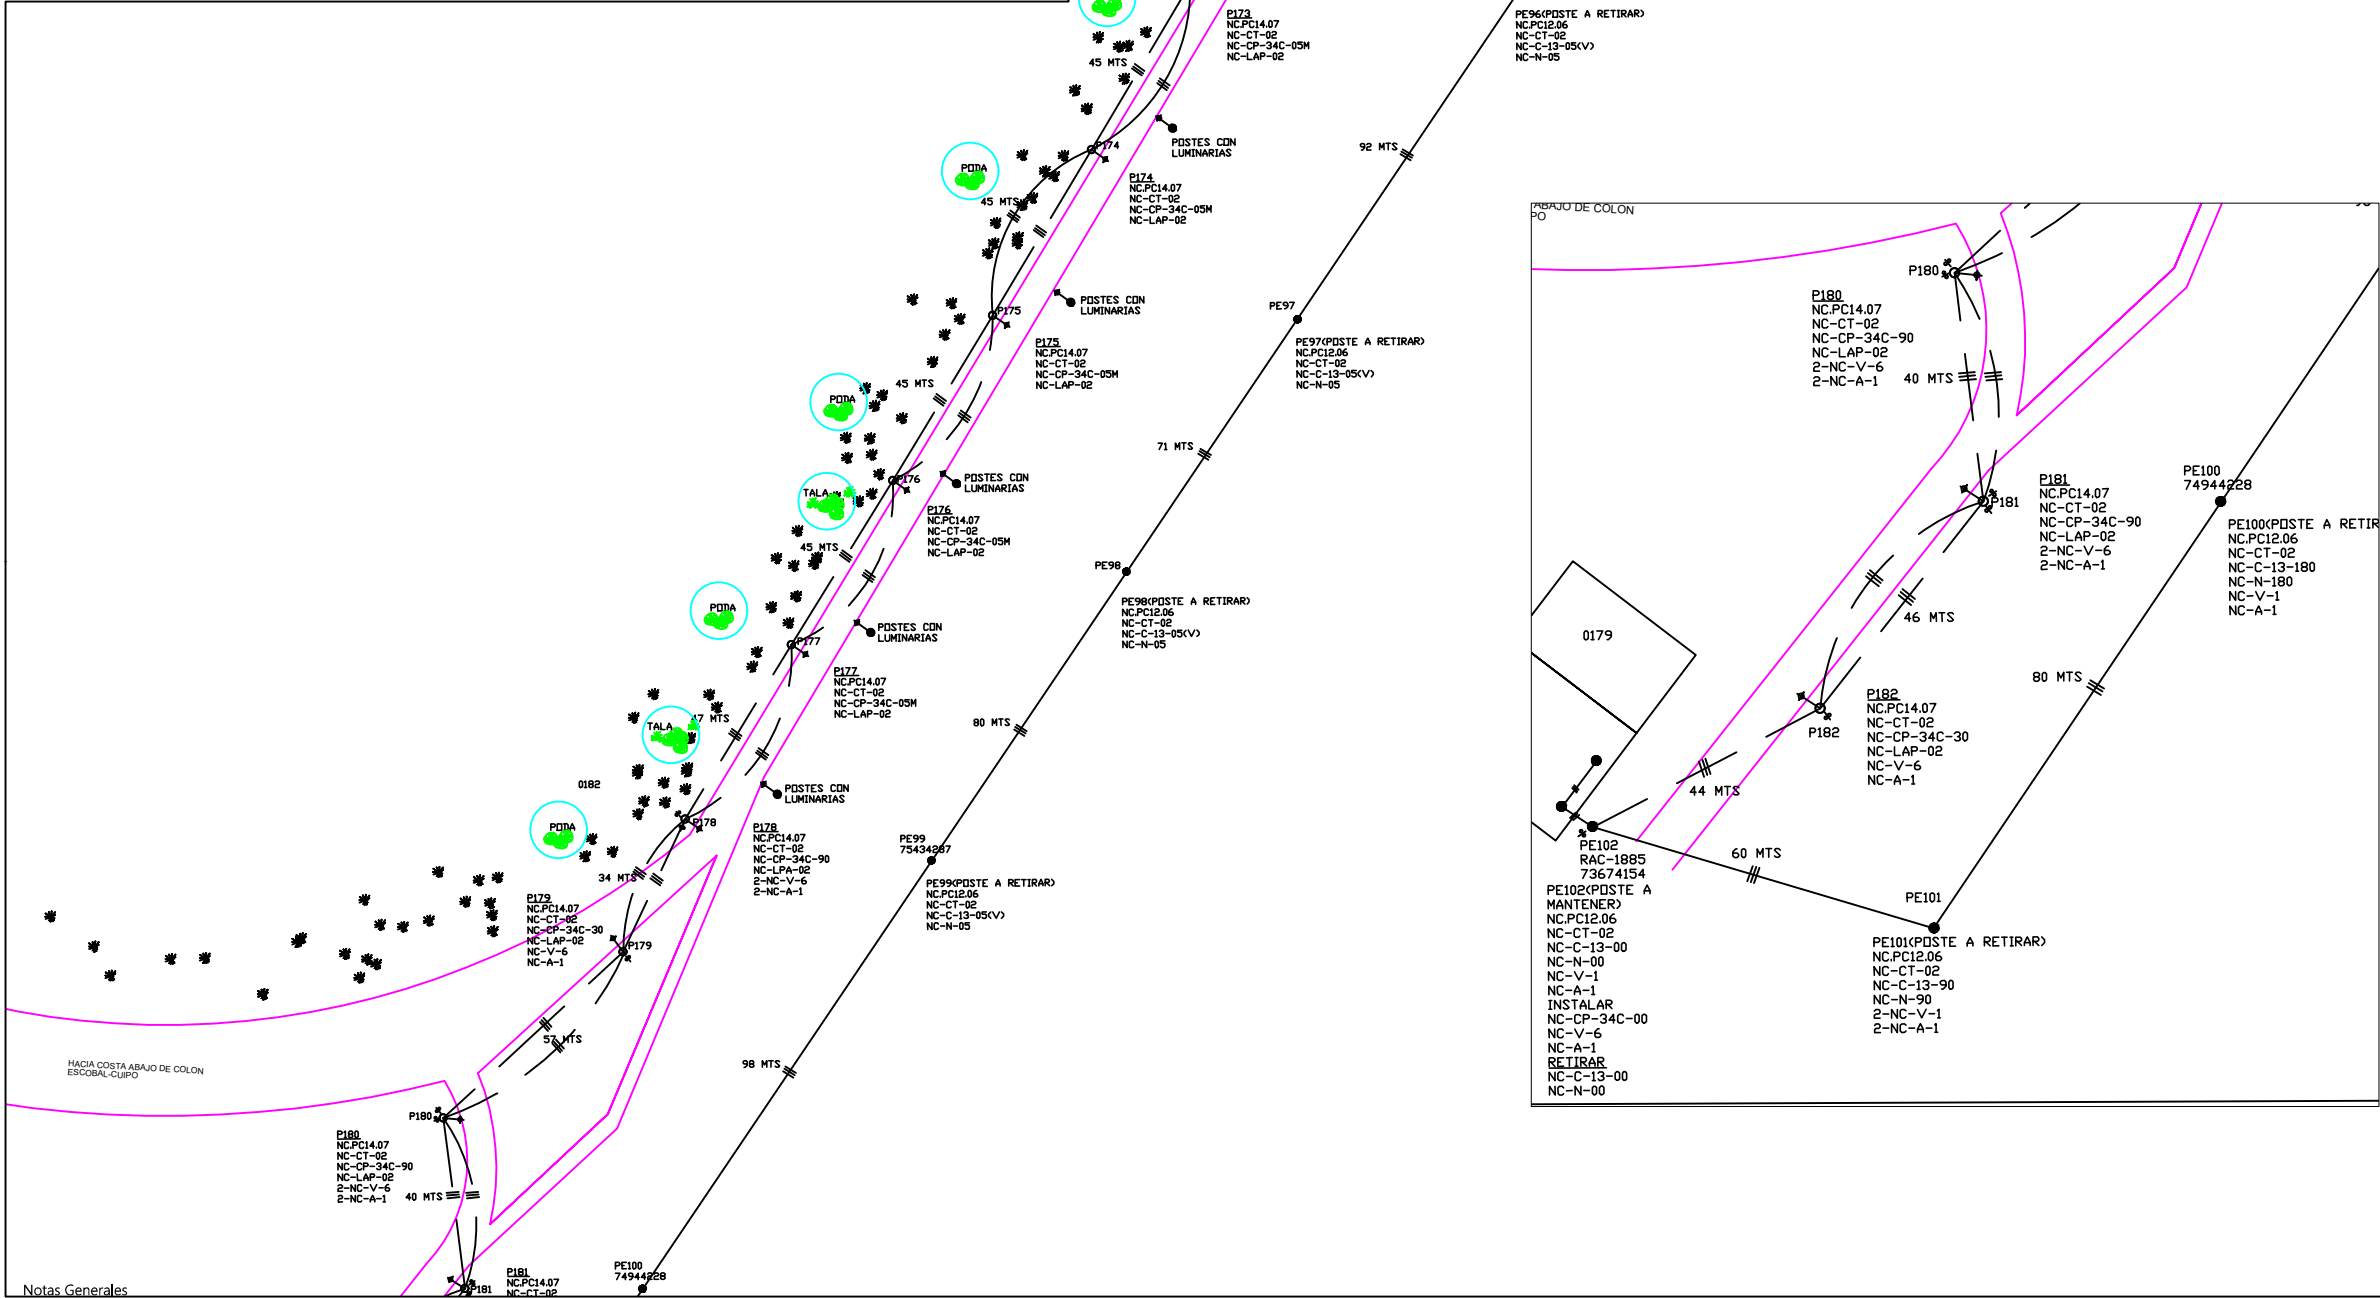 P173
NC.PC14.07
NC-CT-02
NC-CP-34C-05M
NC-LAP-02
PE96(POSTE A RETIRAR)
NC.PC12.06
NC-CT-02
NC-C-13-05(V)
NC-N-05
45 MTS
POSTES CON
LUMINARIAS
P174
92 MTS
PODA
P174
NC.PC14.07
NC-CT-02
NC-CP-34C-05M
NC-LAP-02
45 MTS
POSTES CON
LUMINARIAS
P175
PE97
P175
NC.PC14.07
NC-CT-02
NC-CP-34C-05M
NC-LAP-02
PE97(POSTE A RETIRAR)
NC.PC12.06
NC-CT-02
NC-C-13-05(V)
NC-N-05
45 MTS
PODA
71 MTS
POSTES CON
LUMINARIAS
P176
TALA
P176
NC.PC14.07
NC-CT-02
NC-CP-34C-05M
NC-LAP-02
45 MTS
PE98
PE98(POSTE A RETIRAR)
NC.PC12.06
NC-CT-02
NC-C-13-05(V)
NC-N-05
PODA
POSTES CON
LUMINARIAS
P177
P177
NC.PC14.07
NC-CT-02
NC-CP-34C-05M
NC-LAP-02
47 MTS
TALA
80 MTS
0182
POSTES CON
LUMINARIAS
PODA
P178
P178
NC.PC14.07
NC-CT-02
NC-CP-34C-90
NC-LPA-02
2-NC-V-6
2-NC-A-1
PE99
75434287
PE99(POSTE A RETIRAR)
NC.PC12.06
NC-CT-02
NC-C-13-05(V)
NC-N-05
34 MTS
P179
NC.PC14.07
NC-CT-02
NC-CP-34C-30
NC-LAP-02
NC-V-6
NC-A-1
P179
57 MTS
98 MTS
HACIA COSTA ABAJO DE COLON
ESCOBAL-CUIPO
P180
P180
NC.PC14.07
NC-CT-02
NC-CP-34C-90
NC-LAP-02
2-NC-V-6
2-NC-A-1
40 MTS
P181
P181
NC.PC14.07
NC-CT-02
PE100
74944228
Notas Generales
ABAJO DE COLON
PO
P180
P180
NC.PC14.07
NC-CT-02
NC-CP-34C-90
NC-LAP-02
2-NC-V-6
2-NC-A-1
40 MTS
P181
P181
NC.PC14.07
NC-CT-02
NC-CP-34C-90
NC-LAP-02
2-NC-V-6
2-NC-A-1
PE100
74944228
PE100(POSTE A RETIR
NC.PC12.06
NC-CT-02
NC-C-13-180
NC-N-180
NC-V-1
NC-A-1
46 MTS
0179
80 MTS
P182
P182
NC.PC14.07
NC-CT-02
NC-CP-34C-30
NC-LAP-02
NC-V-6
NC-A-1
44 MTS
60 MTS
PE102
RAC-1885
73674154
PE102(POSTE A
MANTENER)
NC.PC12.06
NC-CT-02
NC-C-13-00
NC-N-00
NC-V-1
NC-A-1
INSTALAR
NC-CP-34C-00
NC-V-6
NC-A-1
RETIRAR
NC-C-13-00
NC-N-00
PE101
PE101(POSTE A RETIRAR)
NC.PC12.06
NC-CT-02
NC-C-13-90
NC-N-90
2-NC-V-1
2-NC-A-1